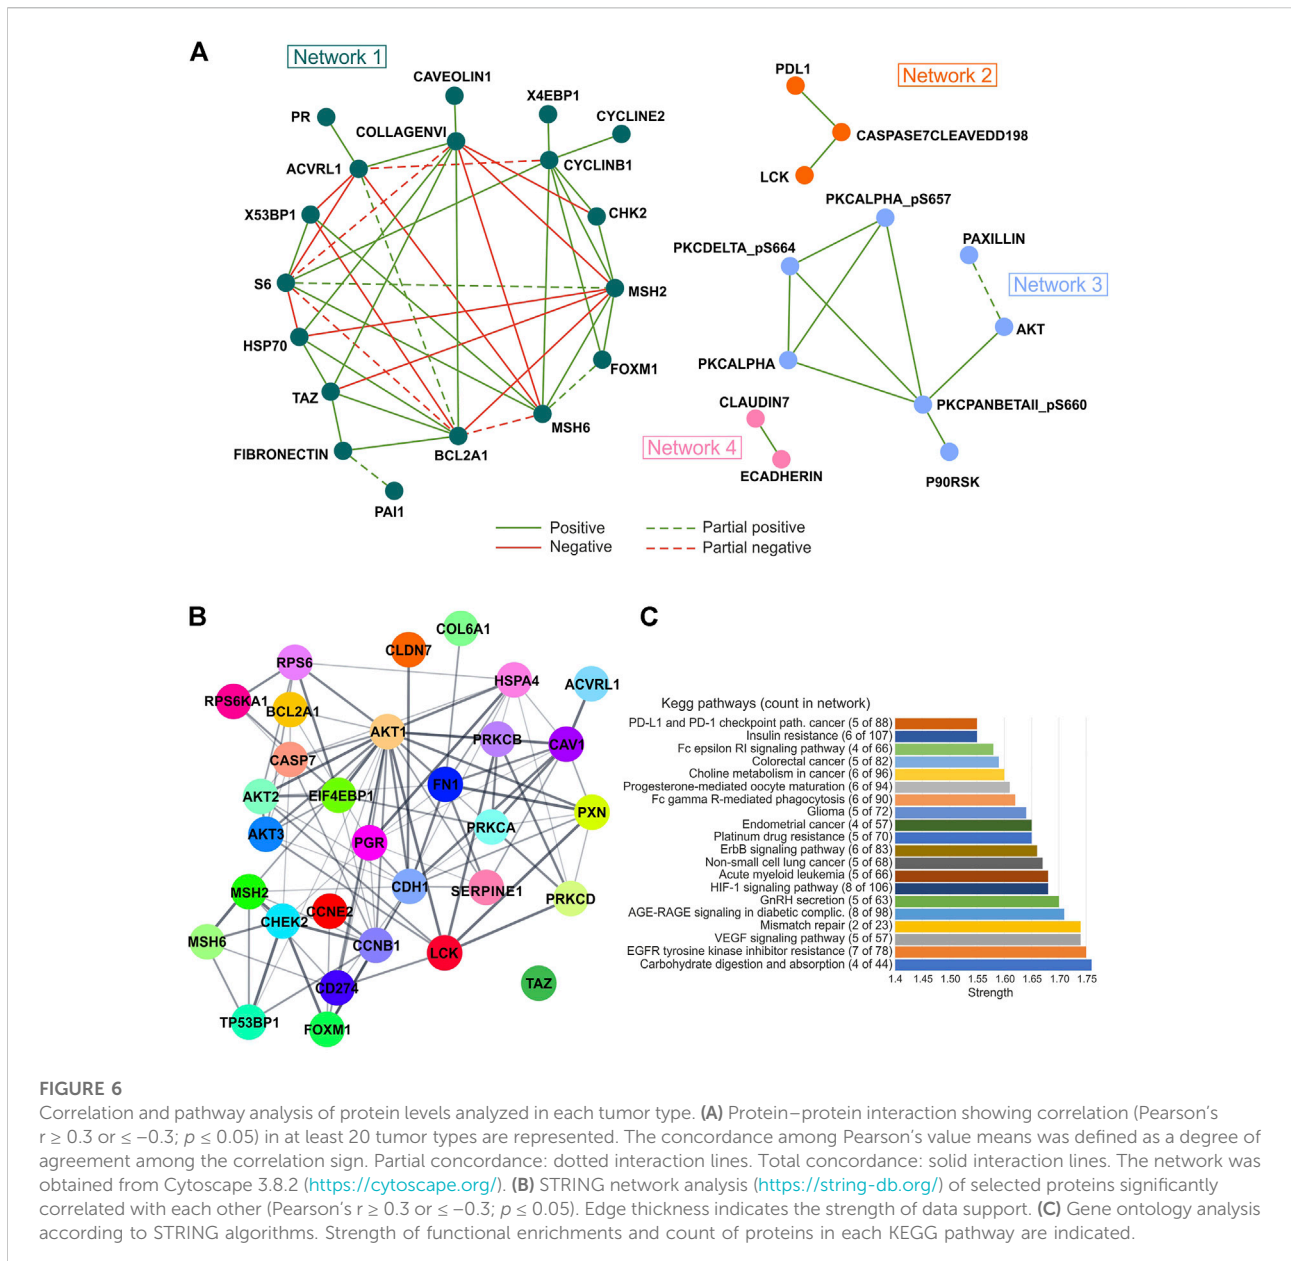 A
Network 1
CAVEOLIN1
X4EBP1
CYCLINE2
PR
COLLAGENVI
CYCLINB1
ACVRL1
X53BP1
CHK2
S6
MSH2
HSP70
FOXM1
TAZ
MSH6
FIBRONECTIN
BCL2A1
PAI1
PDL1
Network 2
CASPASE7CLEAVEDD198
LCK
PKCALPHA_pS657
PKCDELTA_pS664
PAXILLIN
Network 3
AKT
PKCALPHA
PKCPANBETAII_pS660
P90RSK
CLAUDIN7
Network 4
ECADHERIN
Positive
Partial positive
Negative
Partial negative
B
COL6A1
CLDN7
RPS6
HSPA4
ACVRL1
RPS6KA1
BCL2A1
AKT1
PRKCB
CAV1
CASP7
AKT2
EIF4EBP1
FN1
PXN
AKT3
PGR
PRKCA
CDH1
SERPINE1
PRKCD
MSH2
CHEK2
CCNE2
MSH6
CCNB1
LCK
CD274
TAZ
TP53BP1
FOXM1
C
Kegg pathways (count in network)
PD-L1 and PD-1 checkpoint path. cancer (5 of 88)
Insulin resistance (6 of 107)
Fc epsilon RI signaling pathway (4 of 66)
Colorectal cancer (5 of 82)
Choline metabolism in cancer (6 of 96)
Progesterone-mediated oocyte maturation (6 of 94)
Fc gamma R-mediated phagocytosis (6 of 90)
Glioma (5 of 72)
Endometrial cancer (4 of 57)
Platinum drug resistance (5 of 70)
ErbB signaling pathway (6 of 83)
Non-small cell lung cancer (5 of 68)
Acute myeloid leukemia (5 of 66)
HIF-1 signaling pathway (8 of 106)
GnRH secretion (5 of 63)
AGE-RAGE signaling in diabetic complic. (8 of 98)
Mismatch repair (2 of 23)
VEGF signaling pathway (5 of 57)
EGFR tyrosine kinase inhibitor resistance (7 of 78)
Carbohydrate digestion and absorption (4 of 44)
1.4 1.45 1.50 1.55 1.60 1.65 1.70 1.75
Strength
FIGURE 6
Correlation and pathway analysis of protein levels analyzed in each tumor type. (A) Protein–protein interaction showing correlation (Pearson's
r ≥ 0.3 or ≤ −0.3; p ≤ 0.05) in at least 20 tumor types are represented. The concordance among Pearson's value means was defined as a degree of
agreement among the correlation sign. Partial concordance: dotted interaction lines. Total concordance: solid interaction lines. The network was
obtained from Cytoscape 3.8.2 (https://cytoscape.org/). (B) STRING network analysis (https://string-db.org/) of selected proteins significantly
correlated with each other (Pearson's r ≥ 0.3 or ≤ −0.3; p ≤ 0.05). Edge thickness indicates the strength of data support. (C) Gene ontology analysis
according to STRING algorithms. Strength of functional enrichments and count of proteins in each KEGG pathway are indicated.